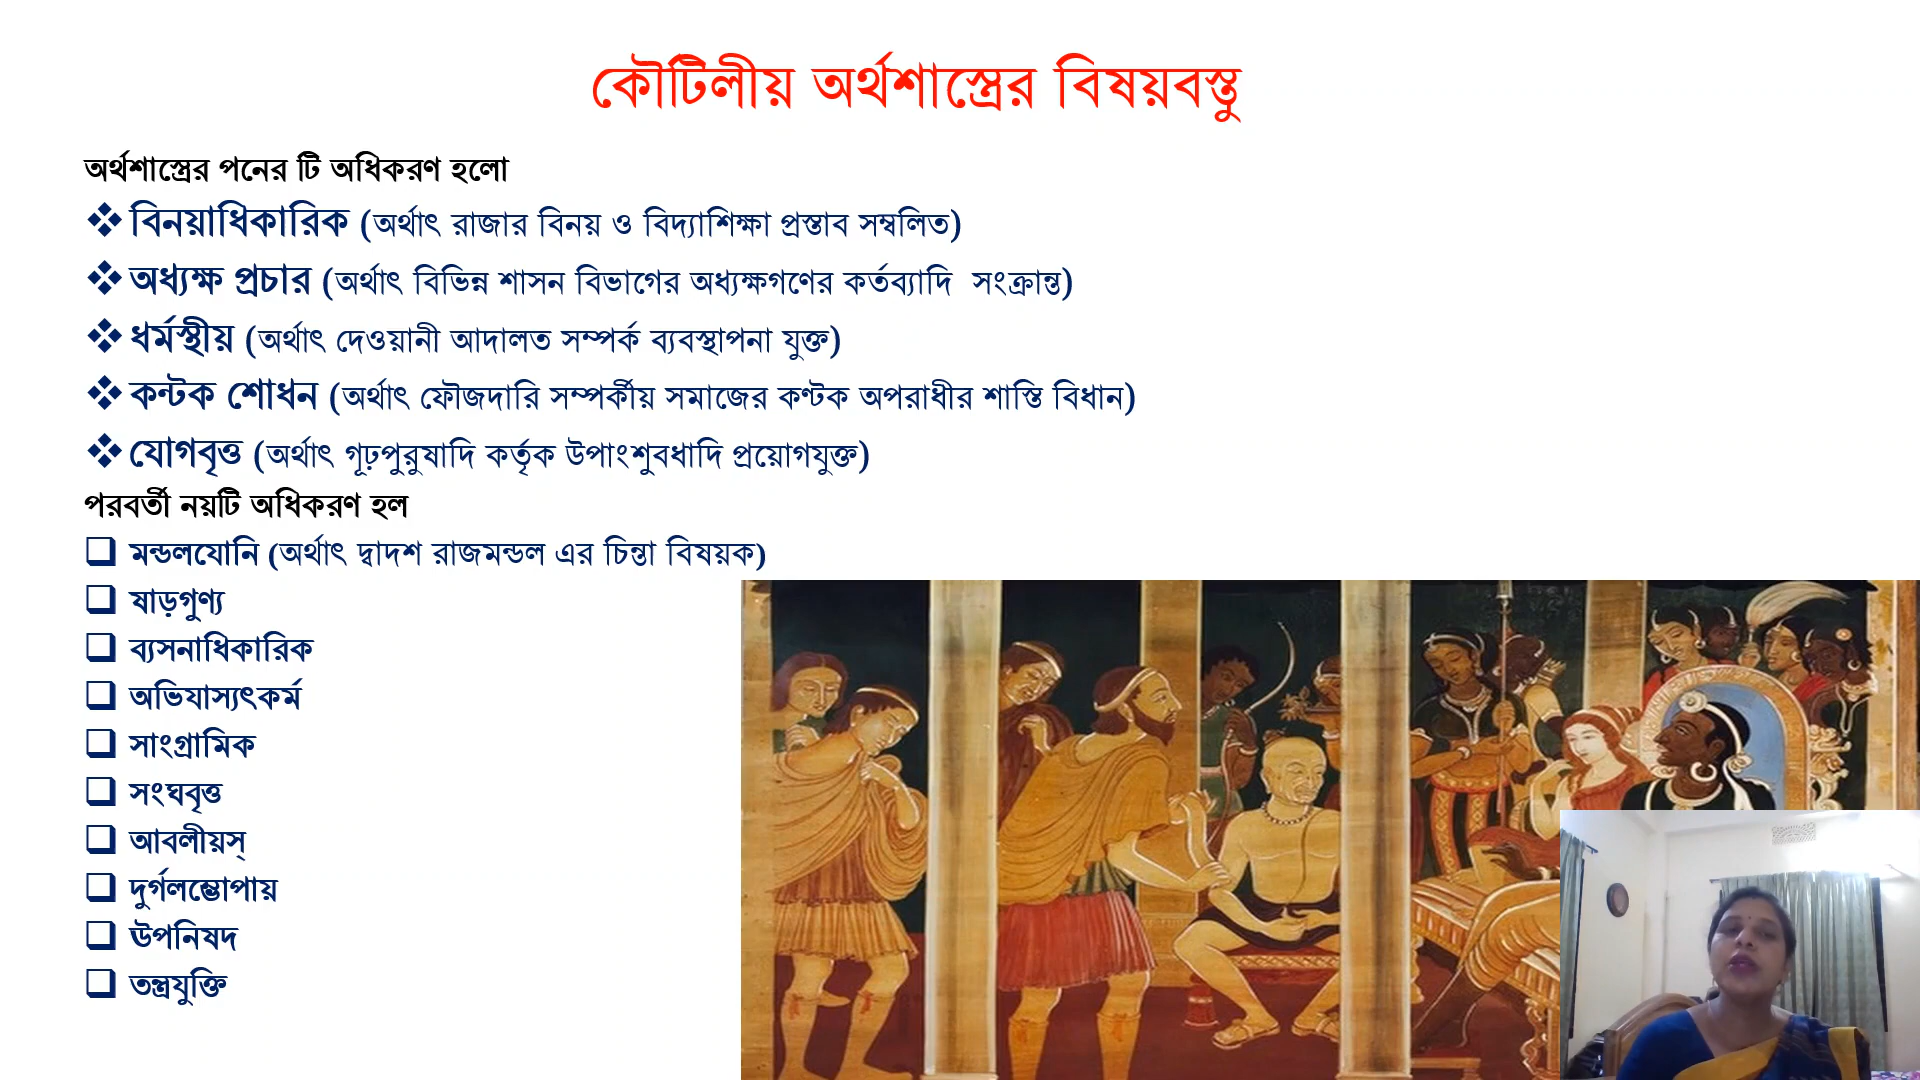 কৌটিলীয় অর্থশাস্ত্রের বিষয়বস্তু
অর্থশাস্ত্রের পনের টি অধিকরণ হলো
❖ বিনয়াধিকারিক (অর্থাৎ রাজার বিনয় ও বিদ্যাশিক্ষা প্রস্তাব সম্বলিত)
❖ অধ্যক্ষ প্রচার (অর্থাৎ বিভিন্ন শাসন বিভাগের অধ্যক্ষগণের কর্তব্যাদি সংক্রান্ত)
❖ ধর্মস্থীয় (অর্থাৎ দেওয়ানী আদালত সম্পর্ক ব্যবস্থাপনা যুক্ত)
❖ কন্টক শোধন (অর্থাৎ ফৌজদারি সম্পর্কীয় সমাজের কণ্টক অপরাধীর শাস্তি বিধান)
❖ যোগবৃত্ত (অর্থাৎ গূঢ়পুরুষাদি কর্তৃক উপাংশুবধাদি প্রয়োগযুক্ত)
পরবর্তী নয়টি অধিকরণ হল
❑ মন্ডলযোনি (অর্থাৎ দ্বাদশ রাজমন্ডল এর চিন্তা বিষয়ক)
❑ ষাড়গুণ্য
❑ ব্যসনাধিকারিক
❑ অভিযাস্যৎকর্ম
❑ সাংগ্রামিক
❑ সংঘবৃত্ত
❑ আবলীয়স্
❑ দুর্গলম্ভোপায়
❑ ঊপনিষদ
❑ তন্ত্রযুক্তি